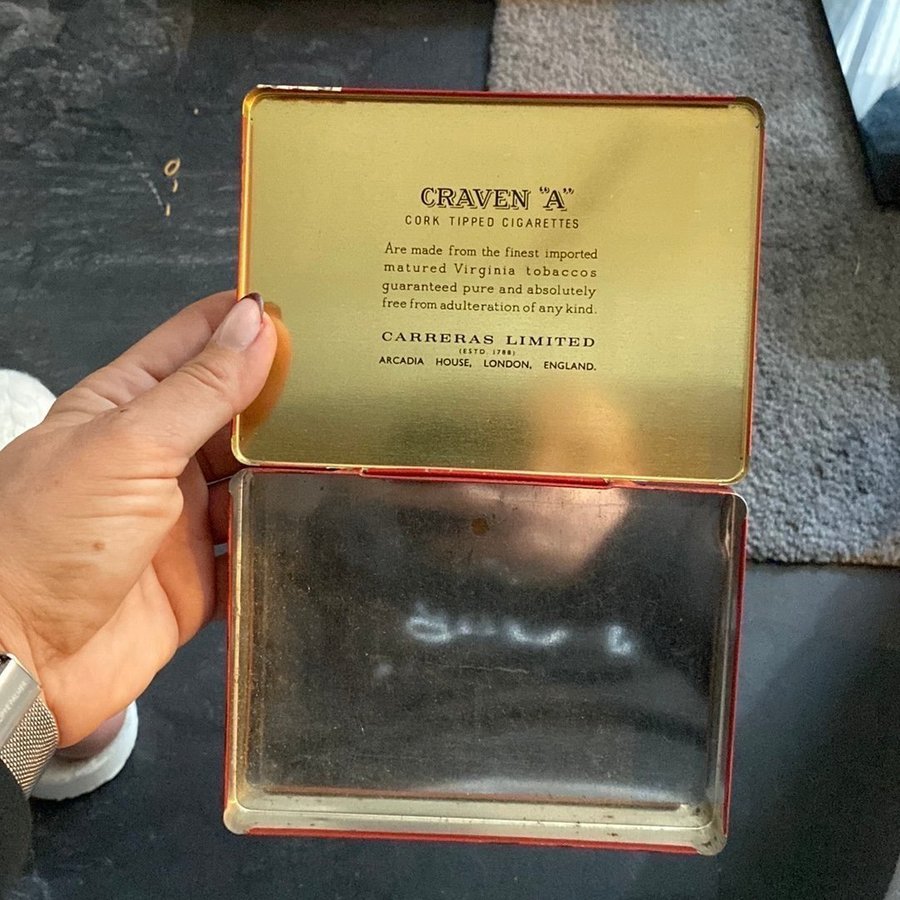 CRAVEN "A"
CORK TIPPED CIGARETTES
Are made from the finest imported
matured Virginia tobaccos
guaranteed pure and absolutely
free from adulteration of any kind.
CARRERAS LIMITED
(ESTD. 1788)
ARCADIA HOUSE, LONDON, ENGLAND.